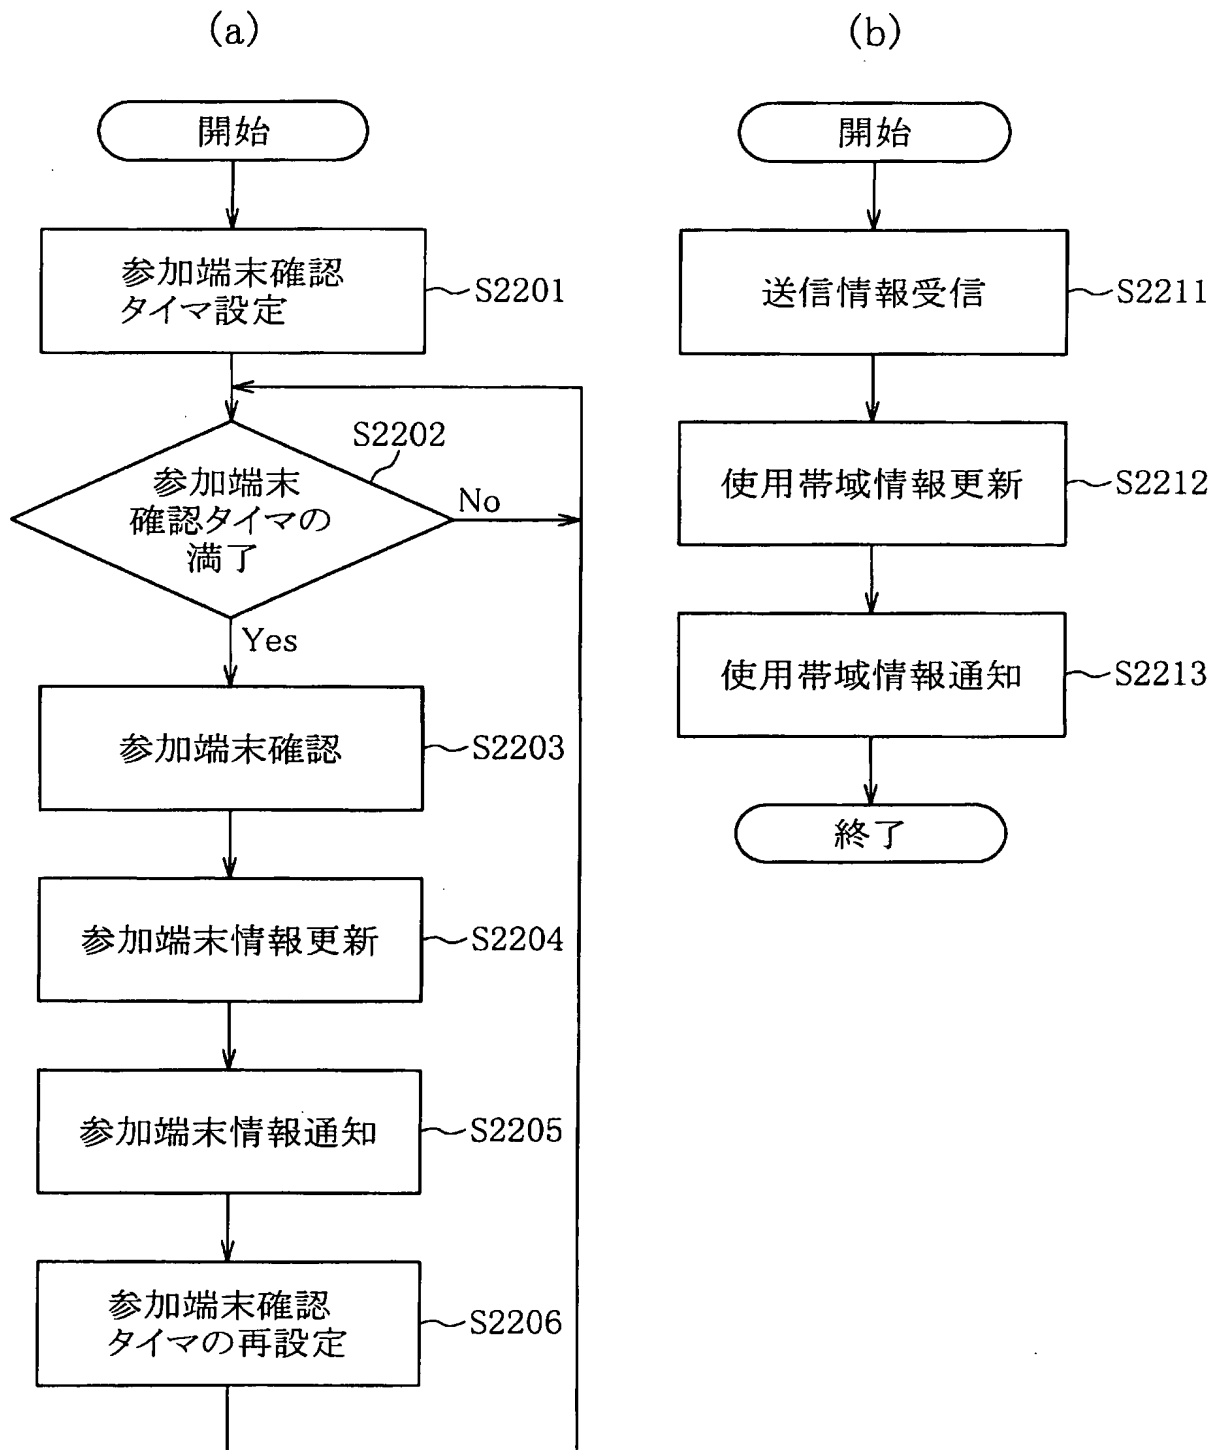 (a)
開始
参加端末確認
タイマ設定
S2201
S2202
参加端末
確認タイマの
満了
No
Yes
参加端末確認
S2203
参加端末情報更新
S2204
参加端末情報通知
S2205
参加端末確認
タイマの再設定
S2206
(b)
開始
送信情報受信
S2211
使用帯域情報更新
S2212
使用帯域情報通知
S2213
終了